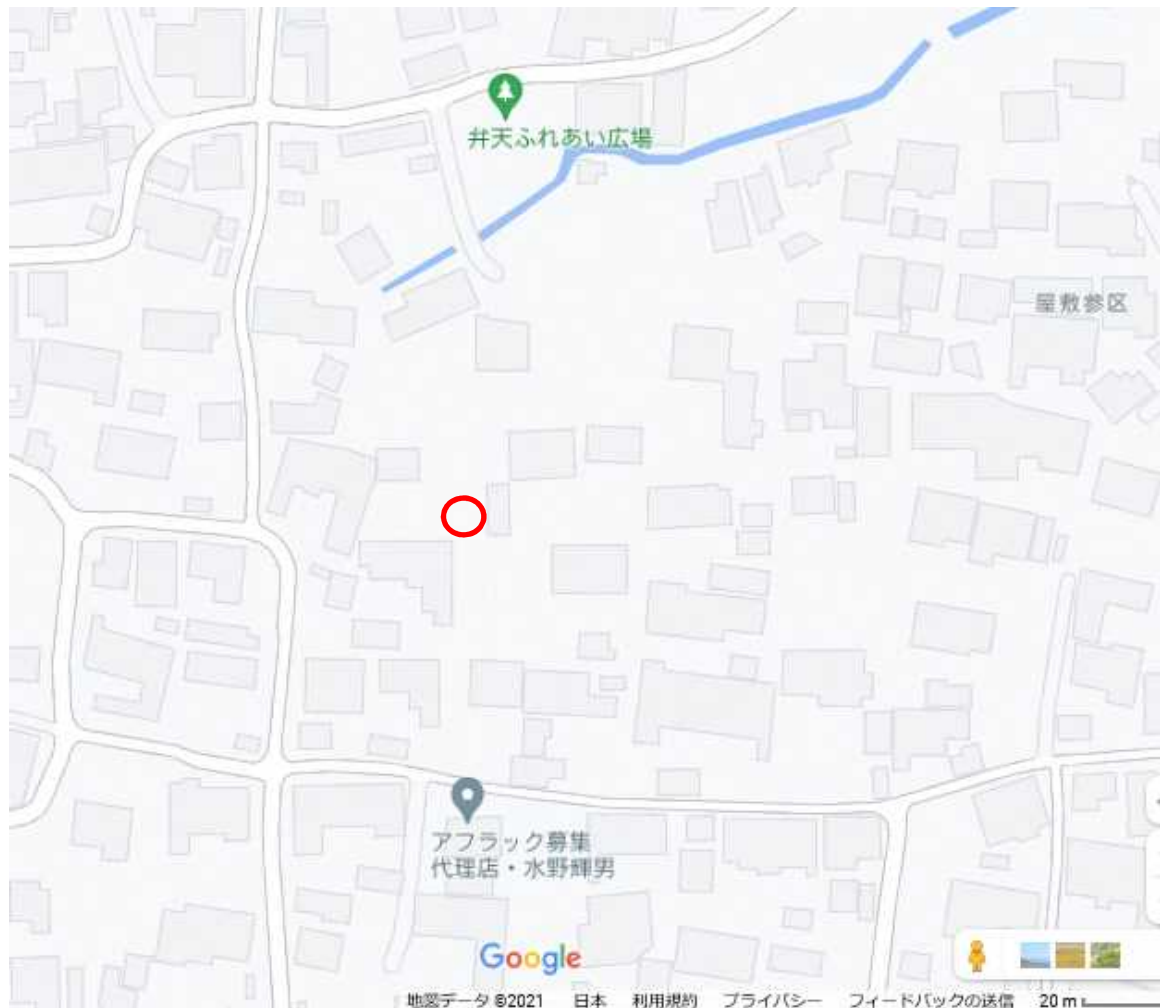 弁天ふれあい広場
屋敷参区
アフラック募集
代理店・水野輝男
Google
地図データ ©2021 日本 利用規約 プライバシー フィードバックの送信 20 m